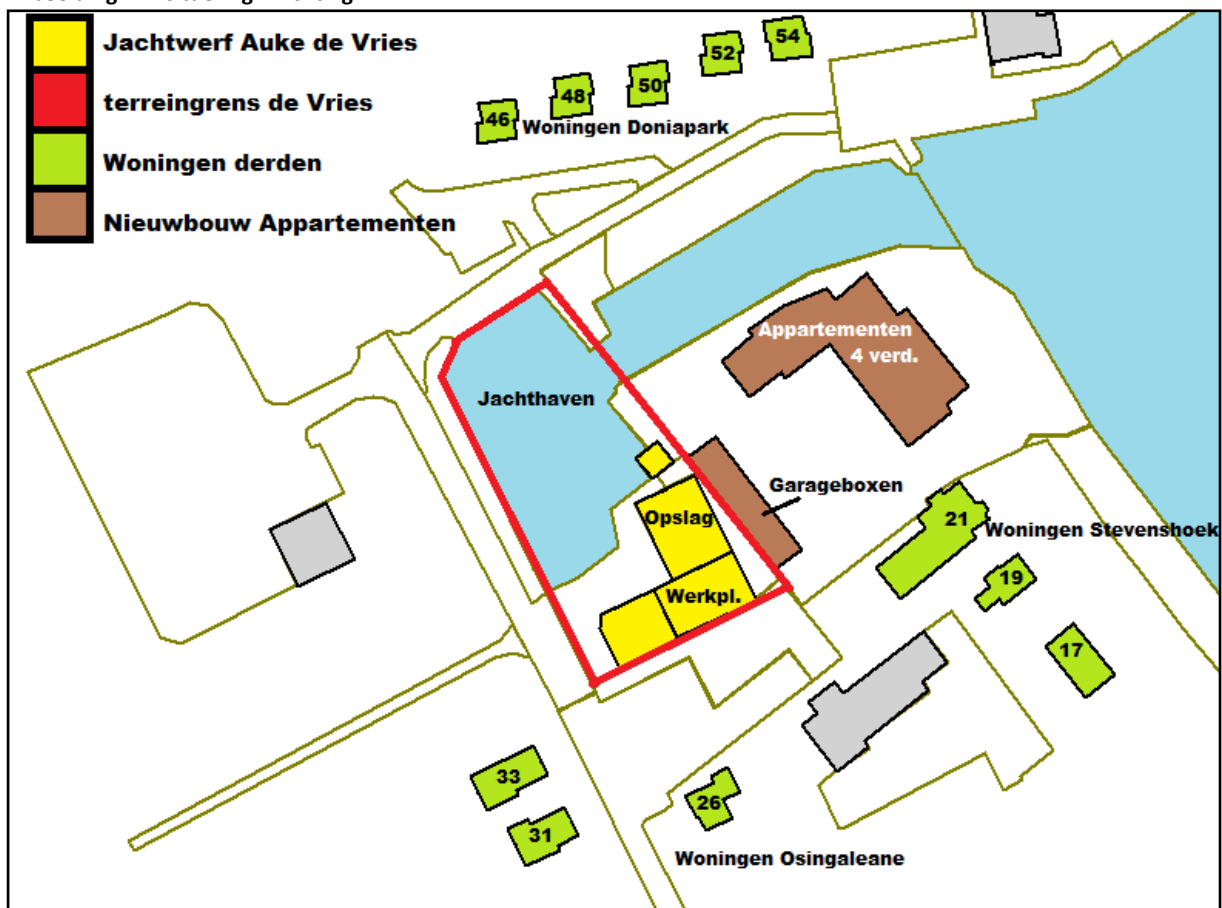 Jachtwerf Auke de Vries
terreingrens de Vries
Woningen derden
Nieuwbouw Appartementen
54
52
50
48
46
Woningen Doniapark
Appartementen
4 verd.
Jachthaven
Garageboxen
Opslag
21
Woningen Stevenshoek
19
Werkpl.
17
33
26
31
Woningen Osingaleane